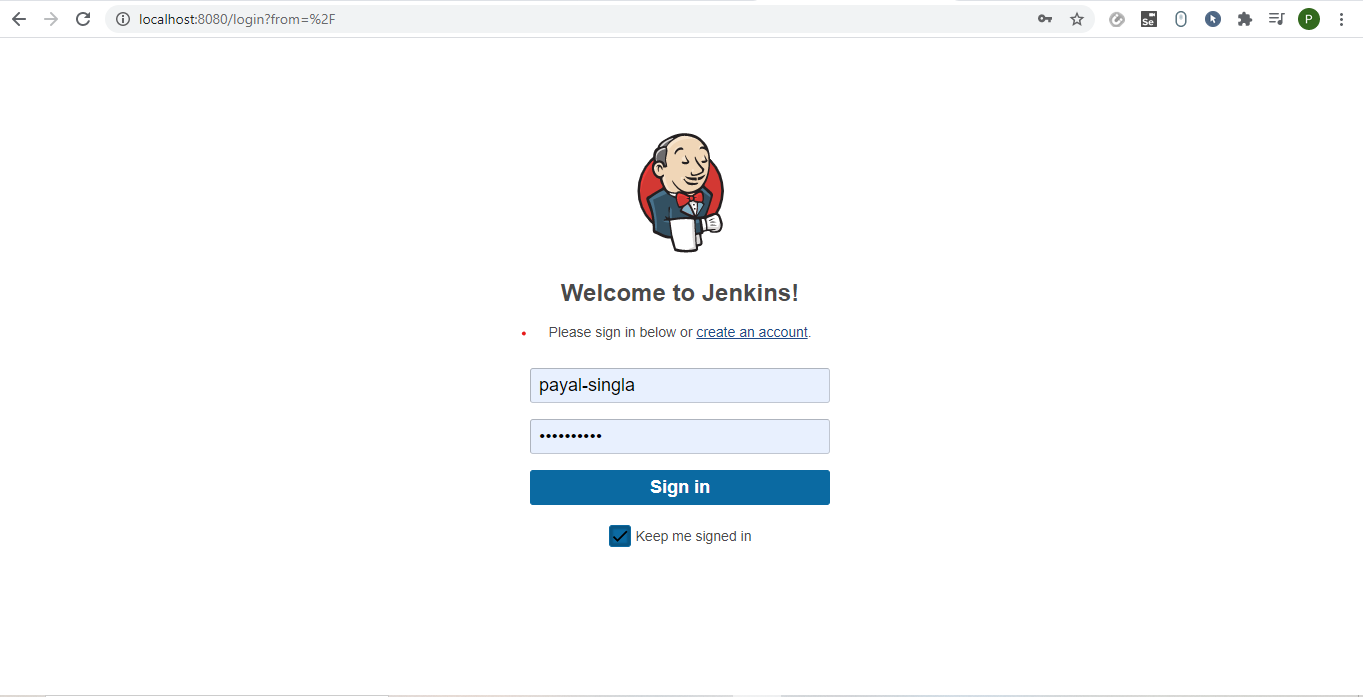 localhost:8080/login?from=%2F
Se
P
Welcome to Jenkins!
• Please sign in below or create an account.
payal-singla
••••••••••
Sign in
Keep me signed in